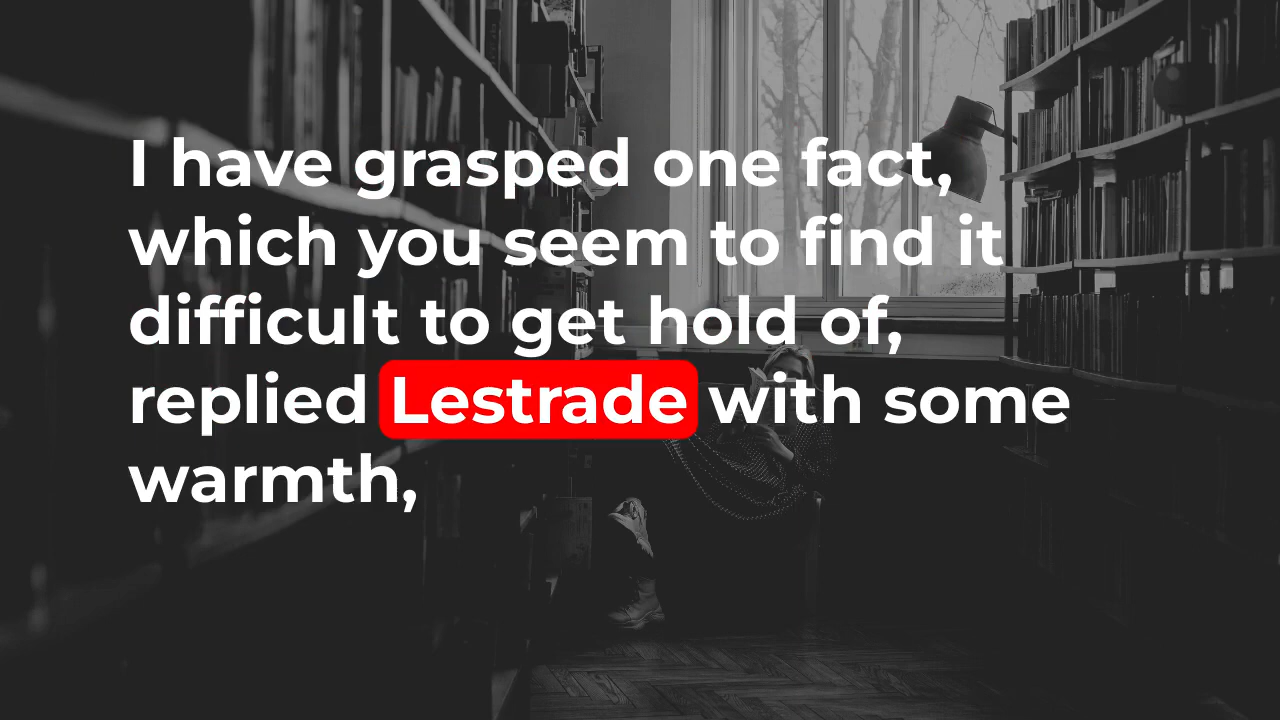 I have grasped one fact,
which you seem to find it
difficult to get hold of,
replied Lestrade with some
warmth,